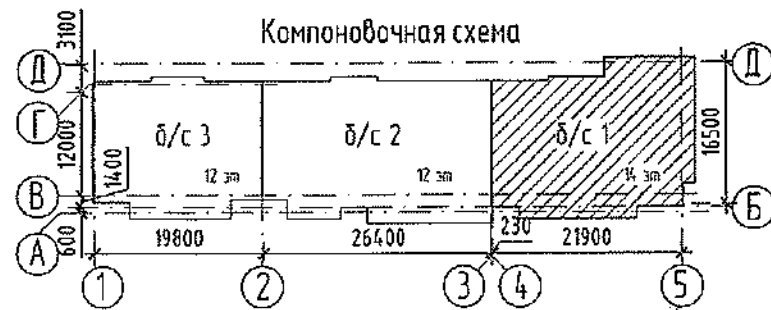 Компоновочная схема
3100
Д
Д
Г
12000
б/с 3
б/с 2
б/с 1
16500
1400
12 эт
12 эт
14 эт
В
Б
А
600
19800
26400
230
21900
1
2
3
4
5